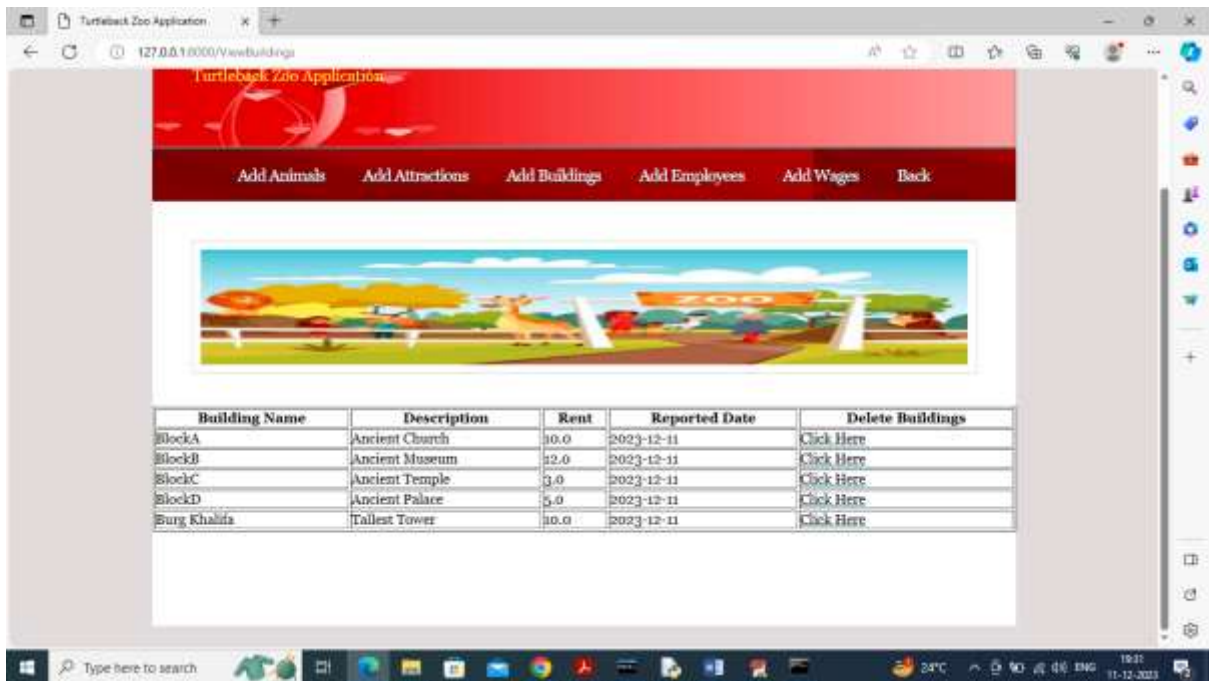 Turtleback Zoo Application
127.0.0.1:8000/ViewBuildings
Turtleback Zoo Application
Add Animals Add Attractions Add Buildings Add Employees Add Wages Back
ZOO
Building Name Description Rent Reported Date Delete Buildings
BlockA Ancient Church 10.0 2023-12-11 Click Here
BlockB Ancient Museum 12.0 2023-12-11 Click Here
BlockC Ancient Temple 3.0 2023-12-11 Click Here
BlockD Ancient Palace 5.0 2023-12-11 Click Here
Burg Khalifa Tallest Tower 10.0 2023-12-11 Click Here
Type here to search 24°C ENG 19:31
11-12-2023